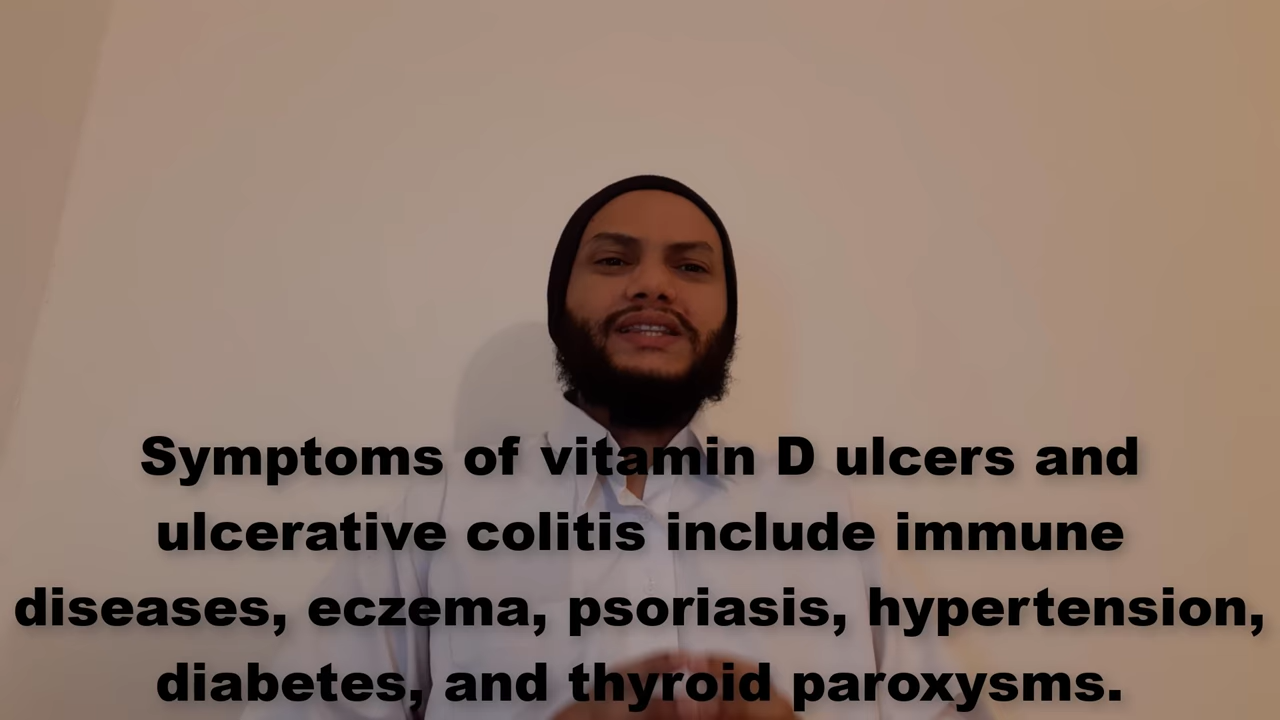 Symptoms of vitamin D ulcers and
ulcerative colitis include immune
diseases, eczema, psoriasis, hypertension,
diabetes, and thyroid paroxysms.